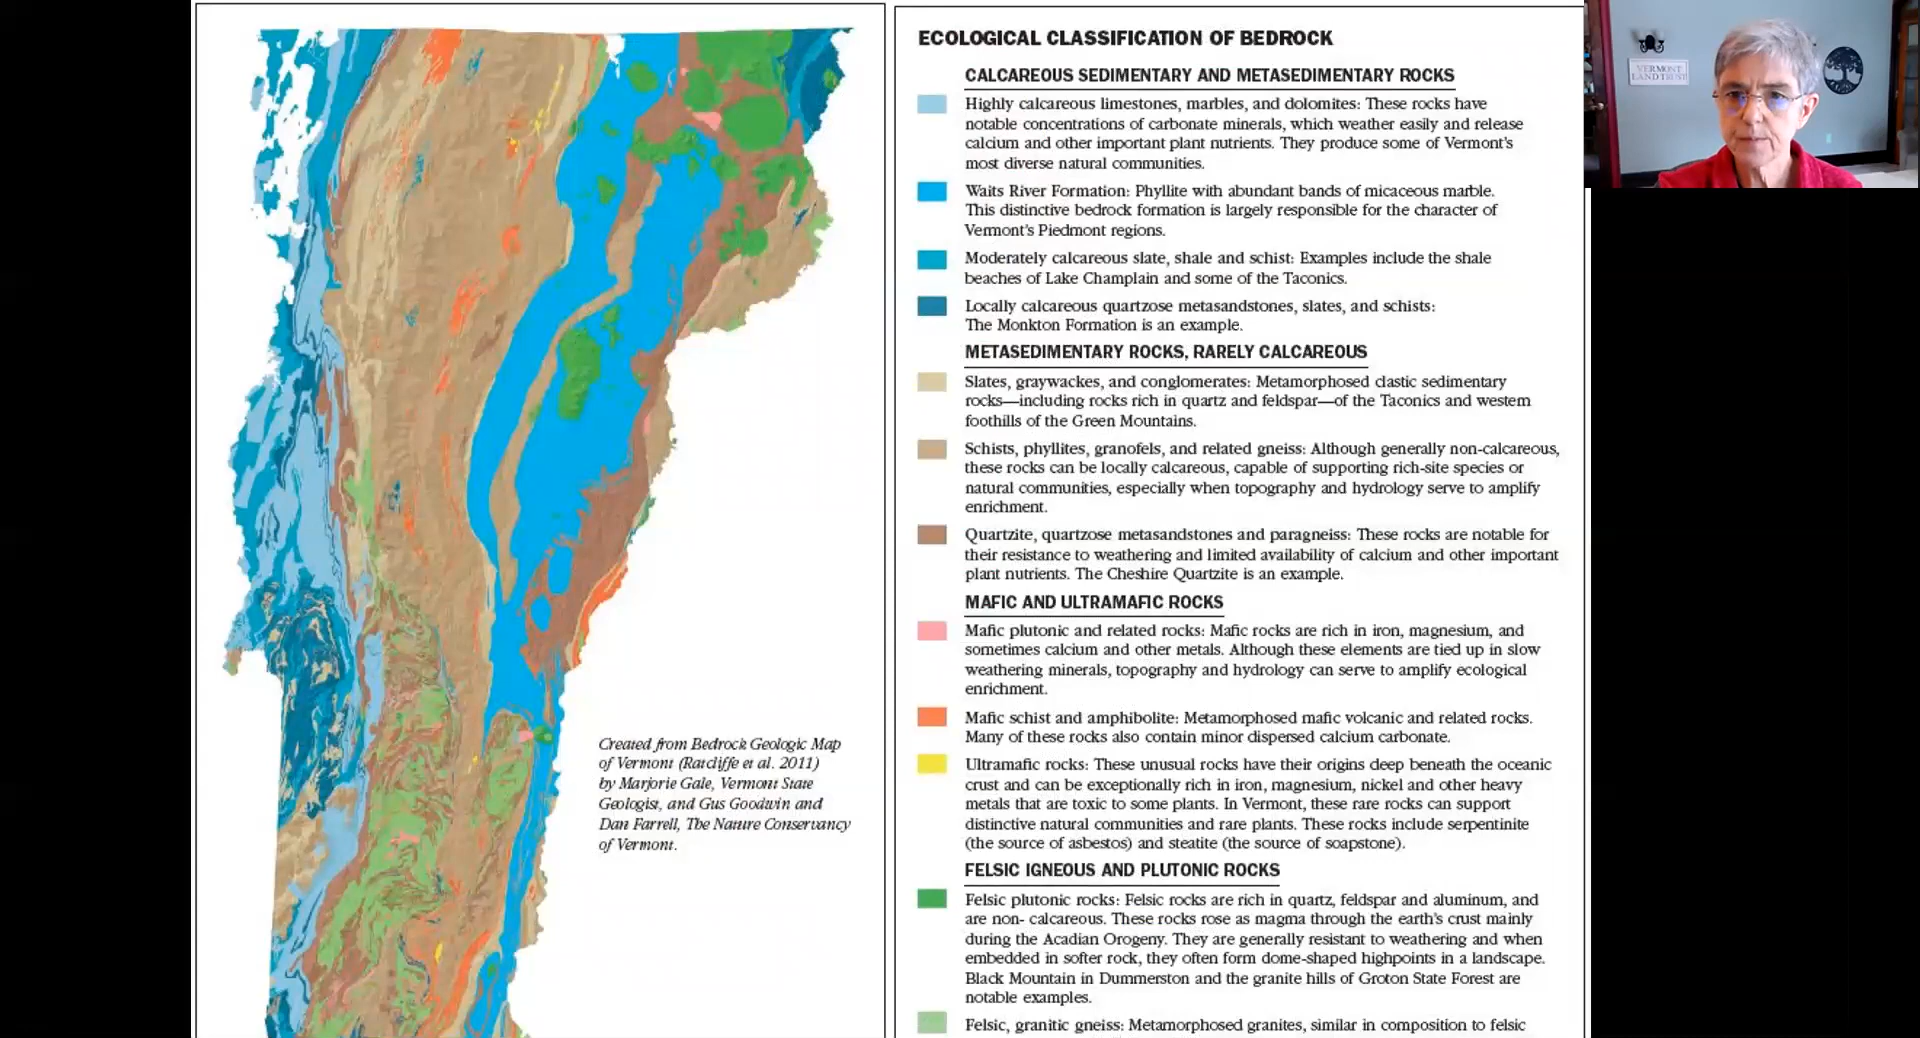 ECOLOGICAL CLASSIFICATION OF BEDROCK
CALCAREOUS SEDIMENTARY AND METASEDIMENTARY ROCKS
Highly calcareous limestones, marbles, and dolomites: These rocks have
notable concentrations of carbonate minerals, which weather easily and release
calcium and other important plant nutrients. They produce some of Vermont's
most diverse natural communities.
Waits River Formation: Phyllite with abundant bands of micaceous marble.
This distinctive bedrock formation is largely responsible for the character of
Vermont's Piedmont regions.
Moderately calcareous slate, shale and schist: Examples include the shale
beaches of Lake Champlain and some of the Taconics.
Locally calcareous quartzose metasandstones, slates, and schists:
The Monkton Formation is an example.
METASEDIMENTARY ROCKS, RARELY CALCAREOUS
Slates, graywackes, and conglomerates: Metamorphosed clastic sedimentary
rocks—including rocks rich in quartz and feldspar—of the Taconics and western
foothills of the Green Mountains.
Schists, phyllites, granofels, and related gneiss: Although generally non-calcareous,
these rocks can be locally calcareous, capable of supporting rich-site species or
natural communities, especially when topography and hydrology serve to amplify
enrichment.
Quartzite, quartzose metasandstones and paragneiss: These rocks are notable for
their resistance to weathering and limited availability of calcium and other important
plant nutrients. The Cheshire Quartzite is an example.
MAFIC AND ULTRAMAFIC ROCKS
Mafic plutonic and related rocks: Mafic rocks are rich in iron, magnesium, and
sometimes calcium and other metals. Although these elements are tied up in slow
weathering minerals, topography and hydrology can serve to amplify ecological
enrichment.
Mafic schist and amphibolite: Metamorphosed mafic volcanic and related rocks.
Many of these rocks also contain minor dispersed calcium carbonate.
Ultramafic rocks: These unusual rocks have their origins deep beneath the oceanic
crust and can be exceptionally rich in iron, magnesium, nickel and other heavy
metals that are toxic to some plants. In Vermont, these rare rocks can support
distinctive natural communities and rare plants. These rocks include serpentinite
(the source of asbestos) and steatite (the source of soapstone).
FELSIC IGNEOUS AND PLUTONIC ROCKS
Felsic plutonic rocks: Felsic rocks are rich in quartz, feldspar and aluminum, and
are non- calcareous. These rocks rose as magma through the earth's crust mainly
during the Acadian Orogeny. They are generally resistant to weathering and when
embedded in softer rock, they often form dome-shaped highpoints in a landscape.
Black Mountain in Dummerston and the granite hills of Groton State Forest are
notable examples.
Felsic, granitic gneiss: Metamorphosed granites, similar in composition to felsic
Created from Bedrock Geologic Map
of Vermont (Ratcliffe et al. 2011)
by Marjorie Gale, Vermont State
Geologist, and Gus Goodwin and
Dan Farrell, The Nature Conservancy
of Vermont.
VERMONT
LAND TRUST